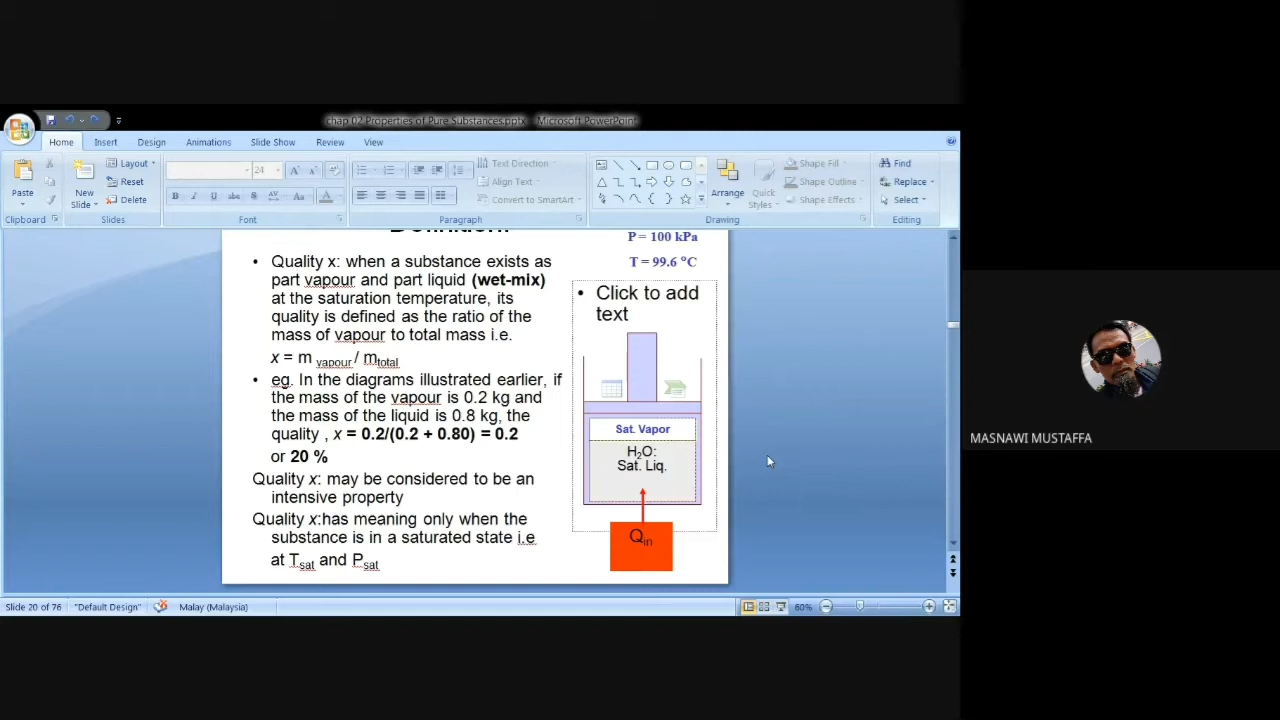 chap 02 Properties of Pure Substances.pptx - Microsoft PowerPoint
Home Insert Design Animations Slide Show Review View
Paste
Clipboard
New
Slide
Layout
Reset
Delete
Slides
24
B I U abc S AV Aa A
Font
Text Direction
Align Text
Convert to SmartArt
Paragraph
Arrange
Quick
Styles
Shape Fill
Shape Outline
Shape Effects
Drawing
Find
Replace
Select
Editing
Definition:
P = 100 kPa
T = 99.6 °C
• Quality x: when a substance exists as
part vapour and part liquid (wet-mix)
at the saturation temperature, its
quality is defined as the ratio of the
mass of vapour to total mass i.e.
x = m vapour / mtotal
• eg. In the diagrams illustrated earlier, if
the mass of the vapour is 0.2 kg and
the mass of the liquid is 0.8 kg, the
quality , x = 0.2/(0.2 + 0.80) = 0.2
or 20 %
Quality x: may be considered to be an
intensive property
Quality x:has meaning only when the
substance is in a saturated state i.e
at Tsat and Psat
• Click to add
text
Sat. Vapor
H2O:
Sat. Liq.
Qin
MASNAWI MUSTAFFA
Slide 20 of 76 "Default Design" Malay (Malaysia) 60%